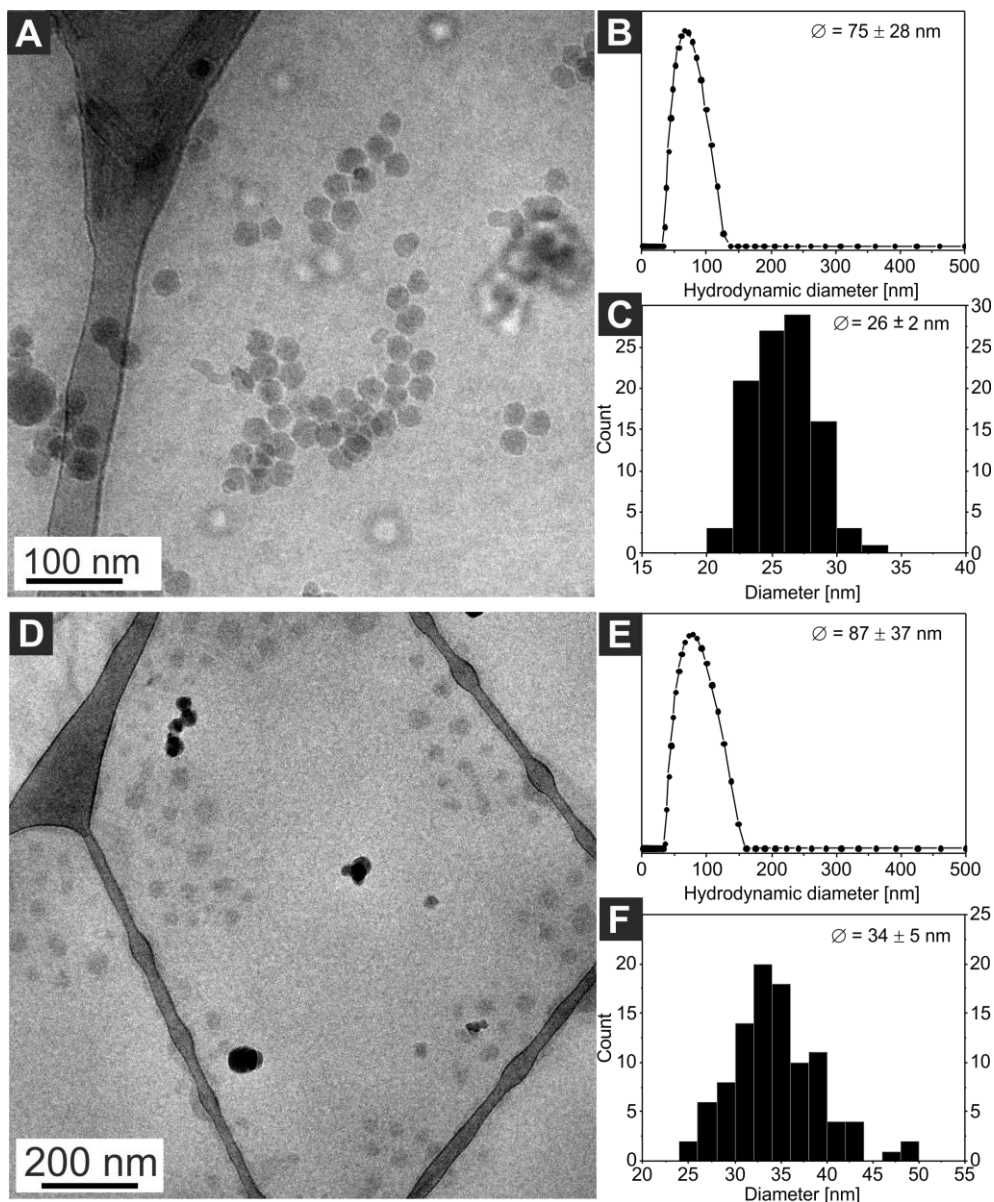 A
100 nm
B
∅ = 75 ± 28 nm
0 100 200 300 400 500
Hydrodynamic diameter [nm]
C
∅ = 26 ± 2 nm
Count
0 5 10 15 20 25
0 5 10 15 20 25 30
15 20 25 30 35 40
Diameter [nm]
D
200 nm
E
∅ = 87 ± 37 nm
0 100 200 300 400 500
Hydrodynamic diameter [nm]
F
∅ = 34 ± 5 nm
Count
0 5 10 15 20
0 5 10 15 20 25
20 25 30 35 40 45 50 55
Diameter [nm]